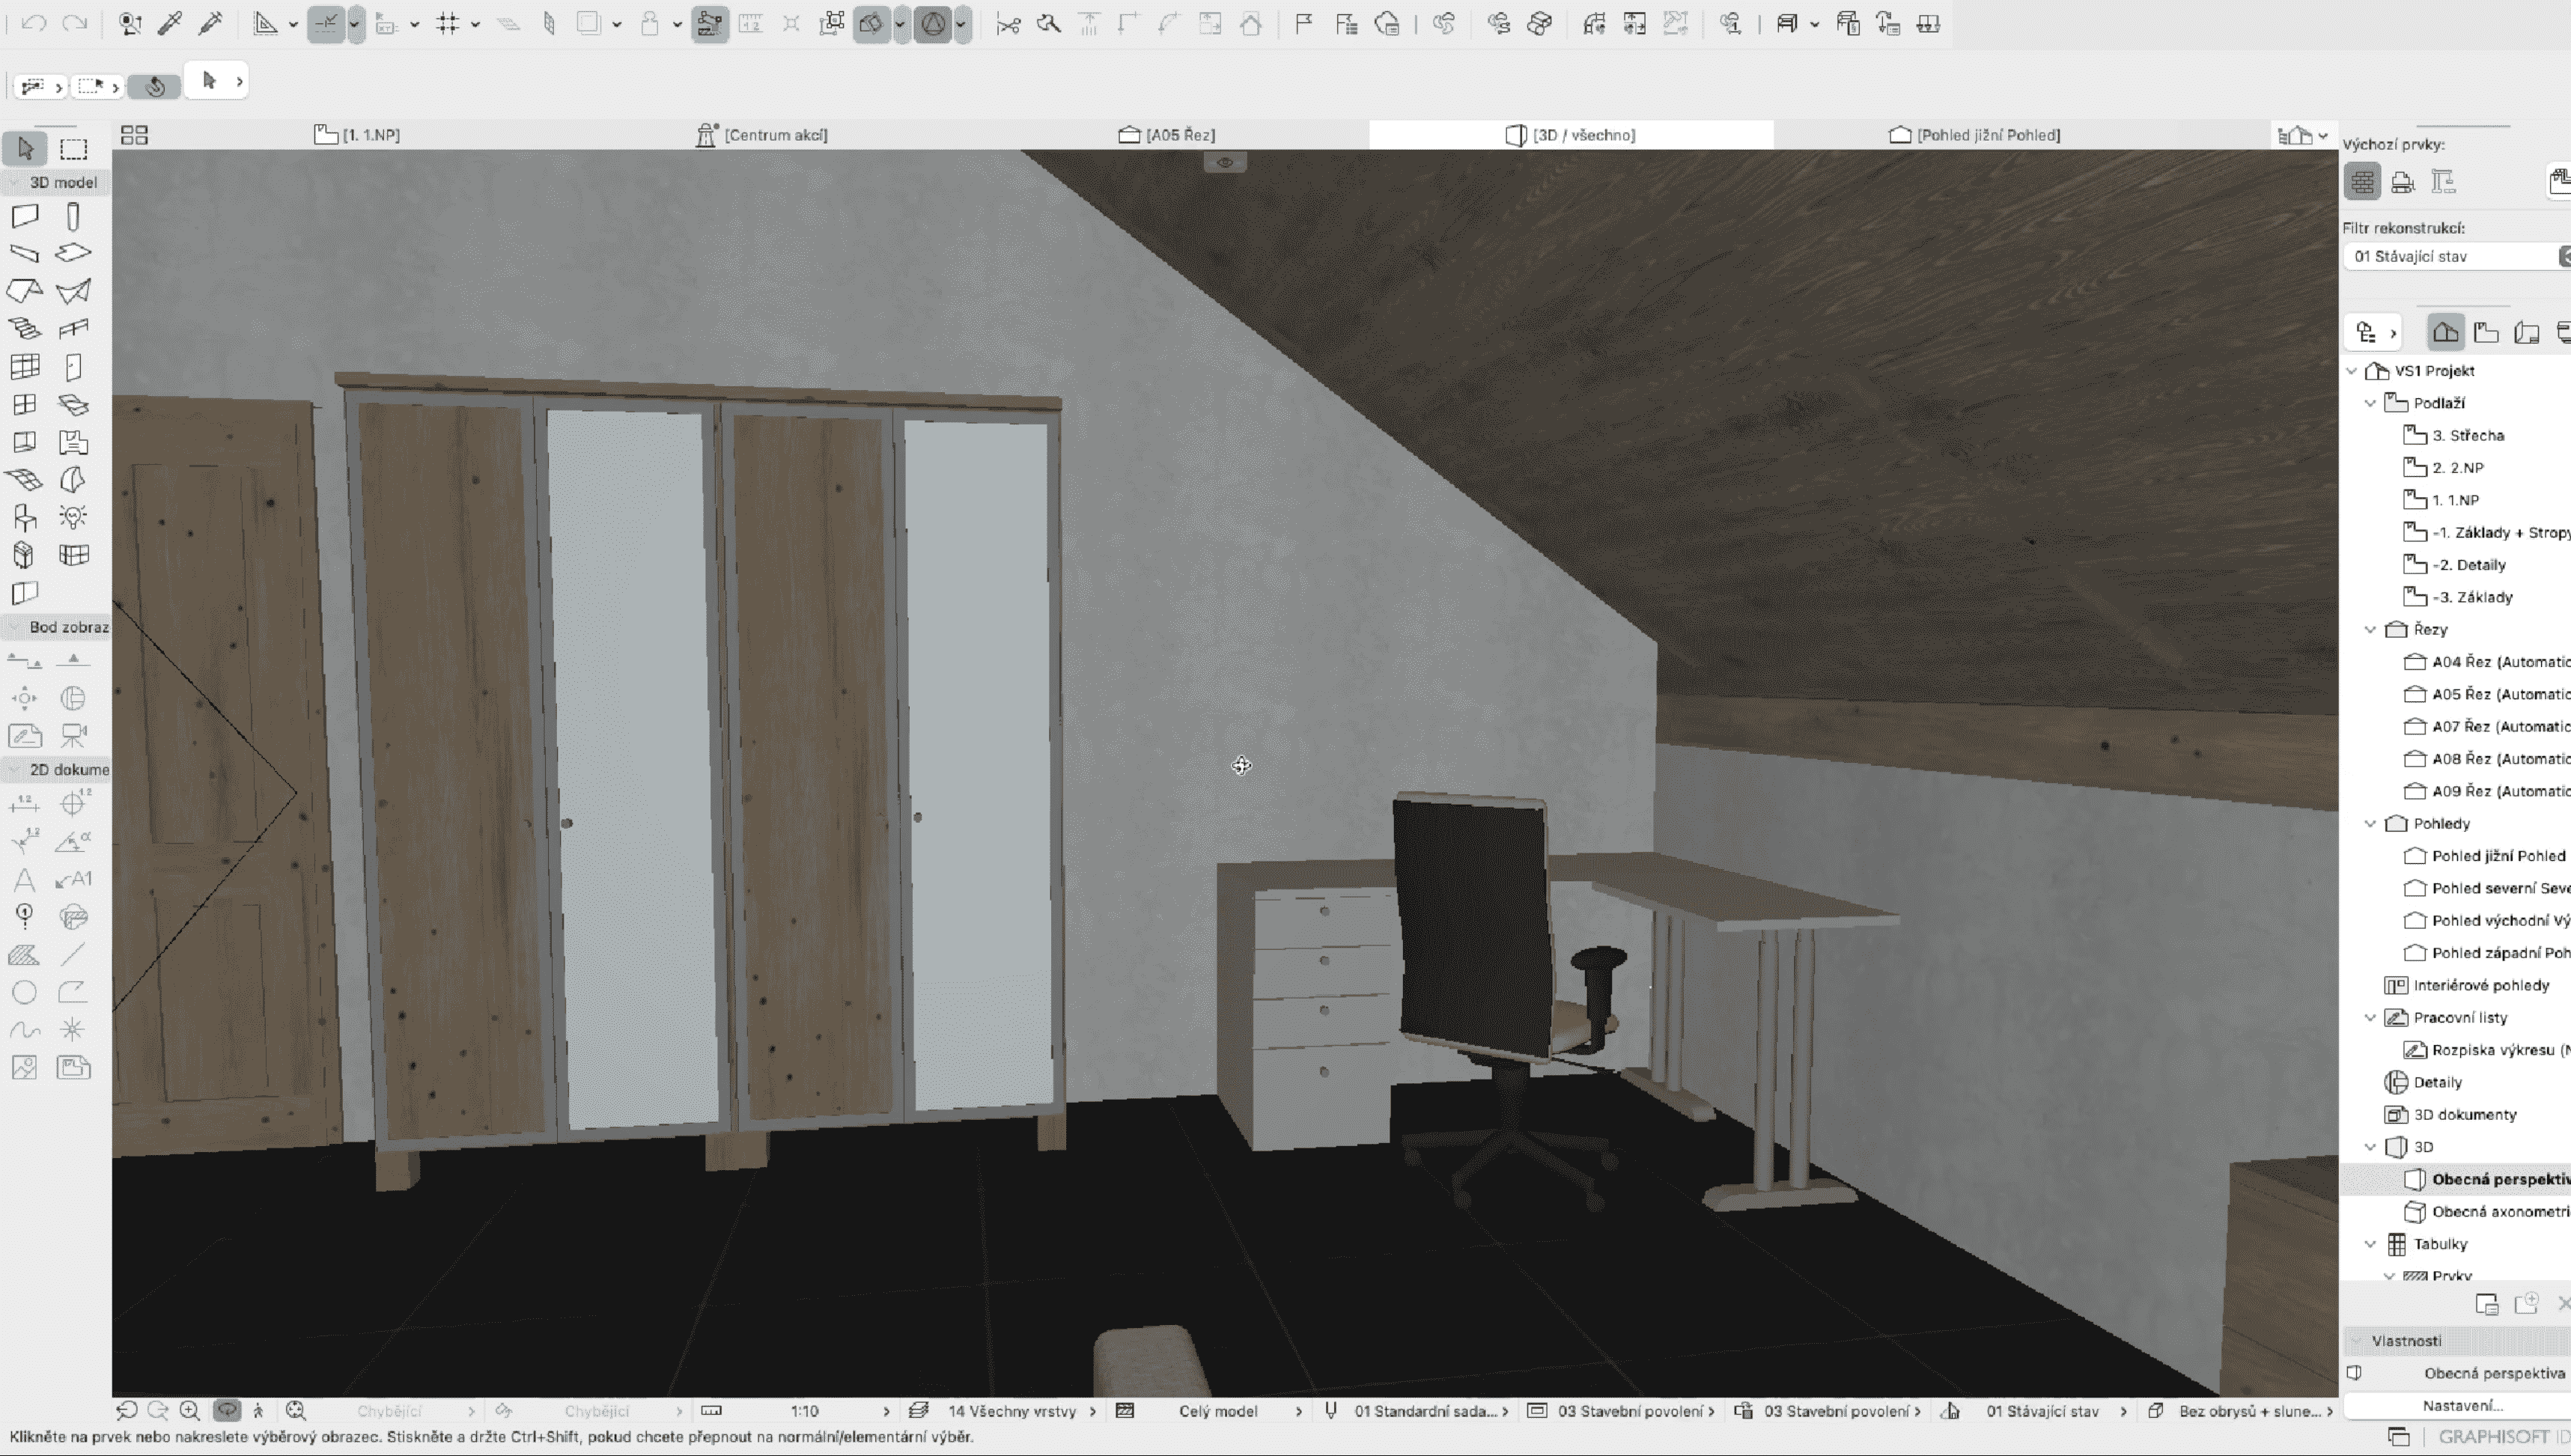 [1. 1.NP]
[Centrum akcí]
[A05 Řez]
[3D / všechno]
[Pohled jižní Pohled]
3D model
Bod zobraz
2D dokume
Výchozí prvky:
Filtr rekonstrukcí:
01 Stávající stav
VS1 Projekt
Podlaží
3. Střecha
2. 2.NP
1. 1.NP
-1. Základy + Stropy
-2. Detaily
-3. Základy
Řezy
A04 Řez (Automatic
A05 Řez (Automatic
A07 Řez (Automatic
A08 Řez (Automatic
A09 Řez (Automatic
Pohledy
Pohled jižní Pohled
Pohled severní Seve
Pohled východní Vý
Pohled západní Poh
Interiérové pohledy
Pracovní listy
Rozpiska výkresu (N
Detaily
3D dokumenty
3D
Obecná perspektiv
Obecná axonometri
Tabulky
Prvky
Vlastnosti
Obecná perspektiva
Nastavení...
Chybějící
Chybějící
1:10
14 Všechny vrstvy
Celý model
01 Standardní sada...
03 Stavební povolení
03 Stavební povolení
01 Stávající stav
Bez obrysů + slune...
Klikněte na prvek nebo nakreslete výběrový obrazec. Stiskněte a držte Ctrl+Shift, pokud chcete přepnout na normální/elementární výběr.
GRAPHISOFT ID